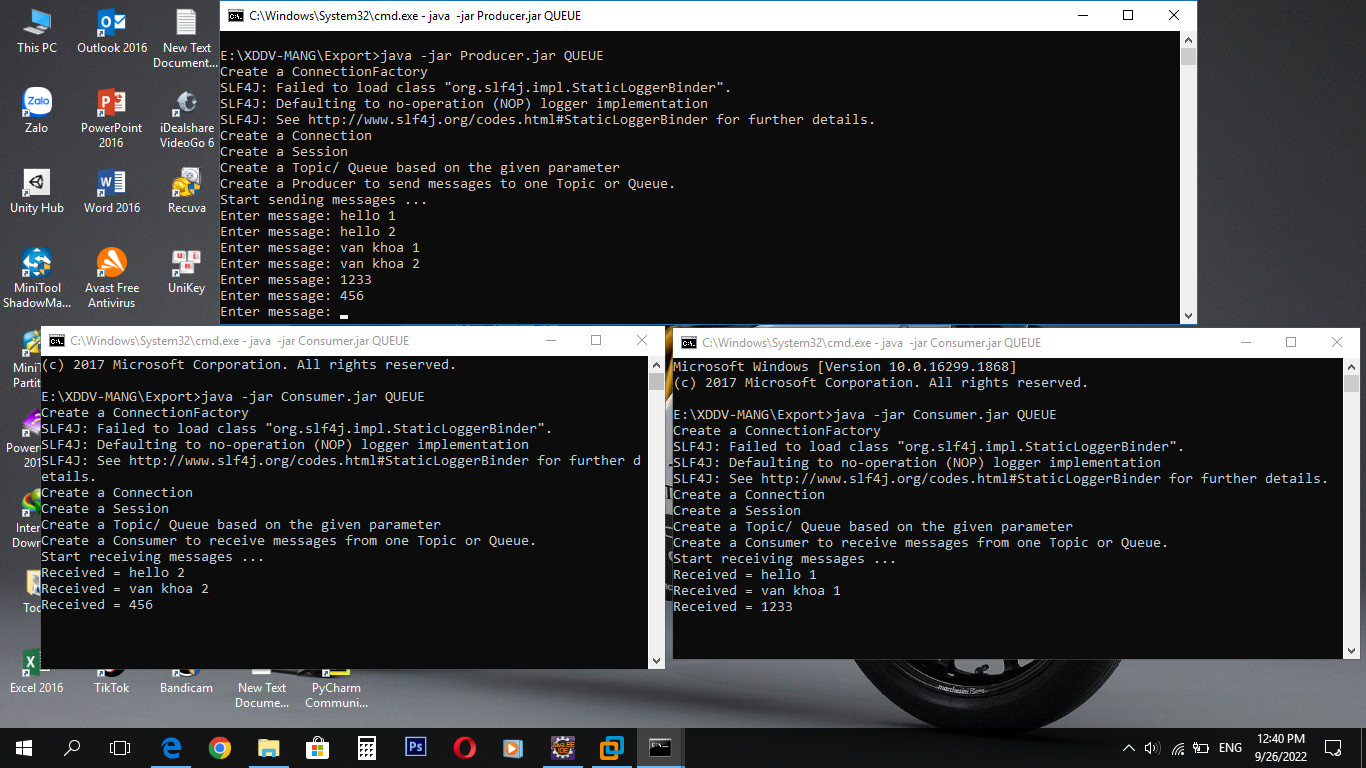 This PC
Outlook 2016
New Text
Document...
Zalo
Zalo
PowerPoint
2016
iDealshare
VideoGo 6
Unity Hub
Word 2016
Recuva
MiniTool
ShadowMa...
Avast Free
Antivirus
UniKey
C:\Windows\System32\cmd.exe - java  -jar Producer.jar QUEUE
E:\XDDV-MANG\Export>java -jar Producer.jar QUEUE
Create a ConnectionFactory
SLF4J: Failed to load class "org.slf4j.impl.StaticLoggerBinder".
SLF4J: Defaulting to no-operation (NOP) logger implementation
SLF4J: See http://www.slf4j.org/codes.html#StaticLoggerBinder for further details.
Create a Connection
Create a Session
Create a Topic/ Queue based on the given parameter
Create a Producer to send messages to one Topic or Queue.
Start sending messages ...
Enter message: hello 1
Enter message: hello 2
Enter message: van khoa 1
Enter message: van khoa 2
Enter message: 1233
Enter message: 456
Enter message:
Mini
Partit
Power
201
Intern
Down
Too
C:\Windows\System32\cmd.exe - java  -jar Consumer.jar QUEUE
(c) 2017 Microsoft Corporation. All rights reserved.
E:\XDDV-MANG\Export>java -jar Consumer.jar QUEUE
Create a ConnectionFactory
SLF4J: Failed to load class "org.slf4j.impl.StaticLoggerBinder".
SLF4J: Defaulting to no-operation (NOP) logger implementation
SLF4J: See http://www.slf4j.org/codes.html#StaticLoggerBinder for further d
etails.
Create a Connection
Create a Session
Create a Topic/ Queue based on the given parameter
Create a Consumer to receive messages from one Topic or Queue.
Start receiving messages ...
Received = hello 2
Received = van khoa 2
Received = 456
C:\Windows\System32\cmd.exe - java  -jar Consumer.jar QUEUE
Microsoft Windows [Version 10.0.16299.1868]
(c) 2017 Microsoft Corporation. All rights reserved.
E:\XDDV-MANG\Export>java -jar Consumer.jar QUEUE
Create a ConnectionFactory
SLF4J: Failed to load class "org.slf4j.impl.StaticLoggerBinder".
SLF4J: Defaulting to no-operation (NOP) logger implementation
SLF4J: See http://www.slf4j.org/codes.html#StaticLoggerBinder for further details.
Create a Connection
Create a Session
Create a Topic/ Queue based on the given parameter
Create a Consumer to receive messages from one Topic or Queue.
Start receiving messages ...
Received = hello 1
Received = van khoa 1
Received = 1233
Excel 2016
TikTok
Bandicam
New Text
Docume...
PyCharm
Communi...
Ps
ENG
12:40 PM
9/26/2022